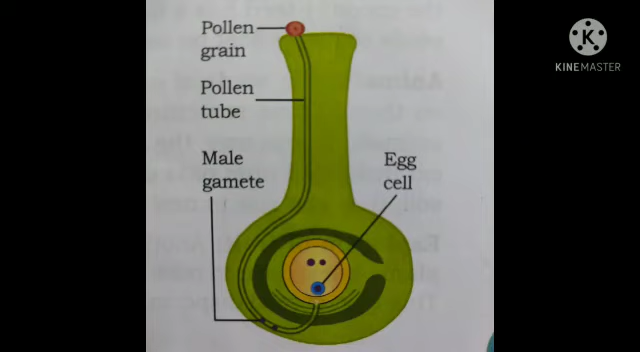 Pollen
grain
Pollen
tube
Male
gamete
Egg
cell
K
KINEMASTER